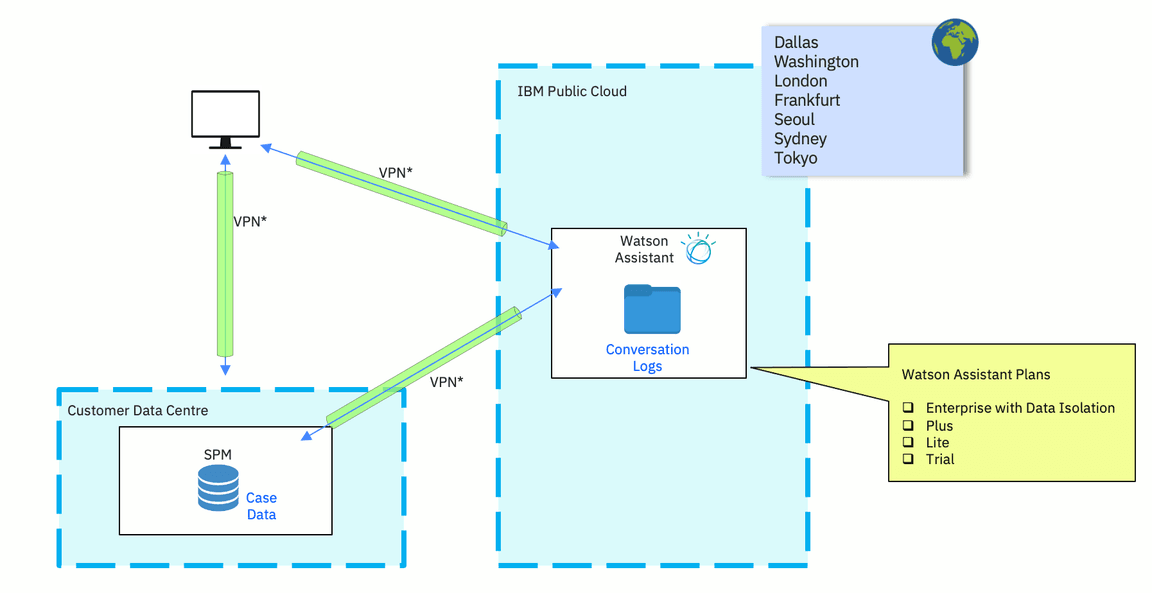 Dallas
Washington
London
Frankfurt
Seoul
Sydney
Tokyo
IBM Public Cloud
VPN*
VPN*
Watson
Assistant
Conversation
Logs
VPN*
Watson Assistant Plans
Enterprise with Data Isolation
Plus
Lite
Trial
Customer Data Centre
SPM
Case
Data